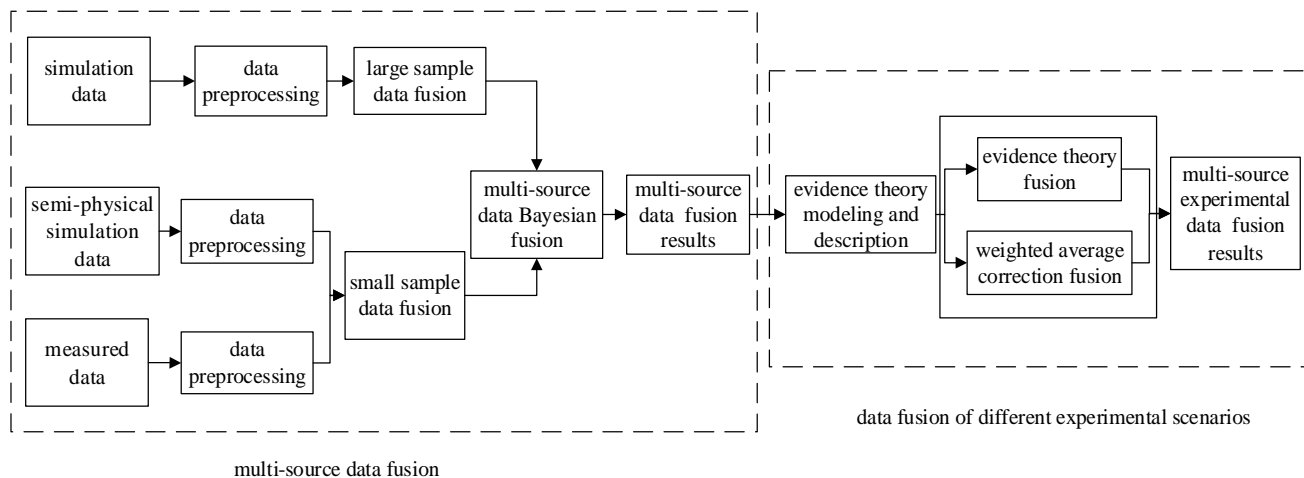 simulation
data
data
preprocessing
large sample
data fusion
semi-physical
simulation
data
data
preprocessing
measured
data
data
preprocessing
small sample
data fusion
multi-source
data Bayesian
fusion
multi-source
data fusion
results
evidence theory
modeling and
description
evidence theory
fusion
weighted average
correction fusion
multi-source
experimental
data fusion
results
data fusion of different experimental scenarios
multi-source data fusion